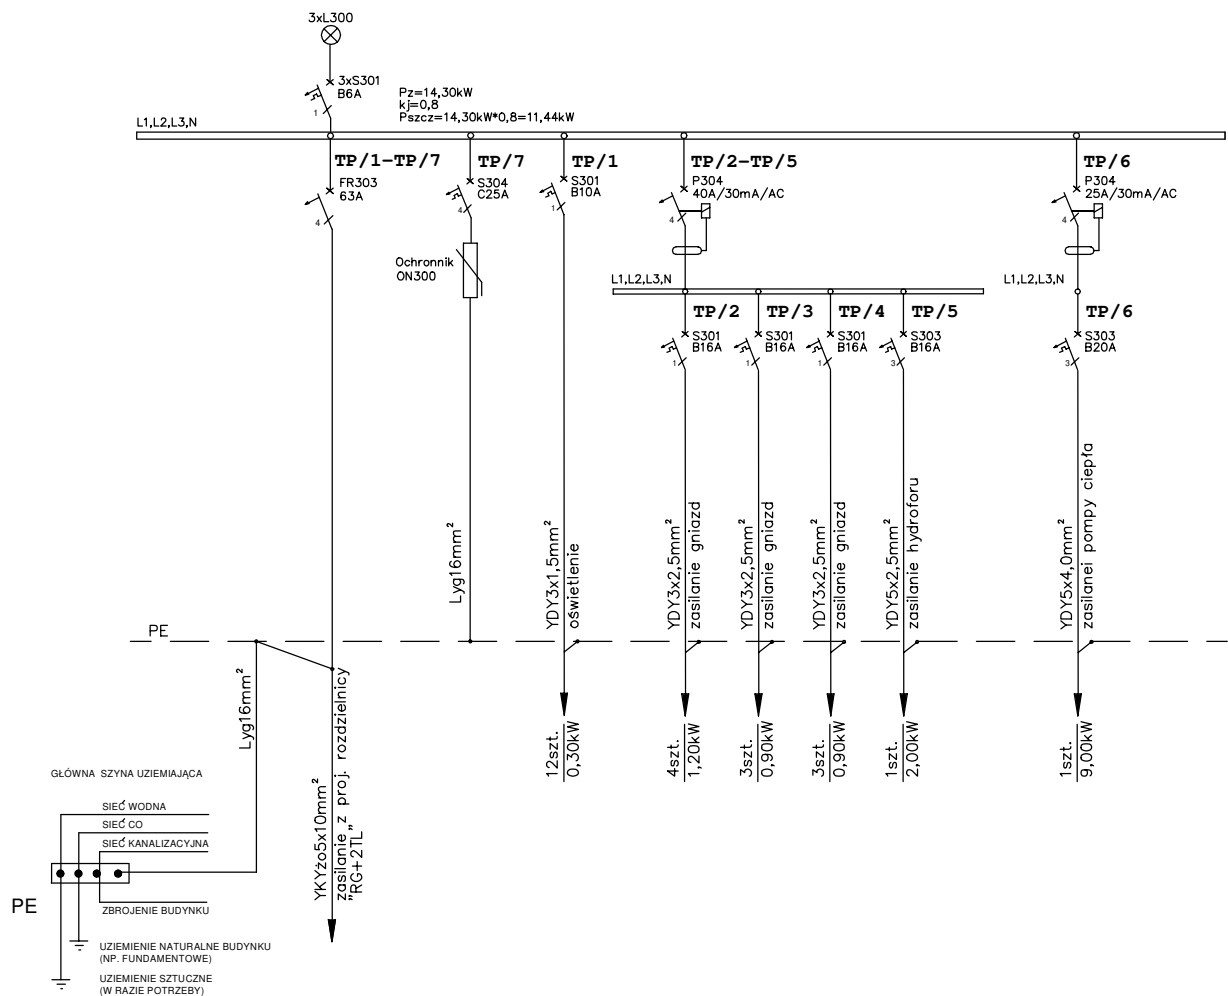 3xL300
3xS301
B6A
1
Pz=14,30kW
kj=0,8
Pszcz=14,30kW*0,8=11,44kW
L1,L2,L3,N
TP/1-TP/7
FR303
63A
4
TP/7
S304
C25A
4
Ochronnik
ON300
TP/1
S301
B10A
1
TP/2-TP/5
P304
40A/30mA/AC
4
TP/6
P304
25A/30mA/AC
4
L1,L2,L3,N
L1,L2,L3,N
TP/2
S301
B16A
1
TP/3
S301
B16A
1
TP/4
S301
B16A
1
TP/5
S303
B16A
3
TP/6
S303
B20A
3
Lyg16mm²
YDY3x1,5mm²
oświetlenie
YDY3x2,5mm²
zasilanie gniazd
YDY3x2,5mm²
zasilanie gniazd
YDY3x2,5mm²
zasilanie gniazd
YDY5x2,5mm²
zasilanie hydroforu
YDY5x4,0mm²
zasilanei pompy ciepła
PE
Lyg16mm²
YKYżo5x10mm²
zasilanie z proj. rozdzielnicy
"RG+2TL"
12szt.
0,30kW
4szt.
1,20kW
3szt.
0,90kW
3szt.
0,90kW
1szt.
2,00kW
1szt.
9,00kW
GŁÓWNA SZYNA UZIEMIAJĄCA
SIEĆ WODNA
SIEĆ CO
SIEĆ KANALIZACYJNA
PE
ZBROJENIE BUDYNKU
UZIEMIENIE NATURALNE BUDYNKU
(NP. FUNDAMENTOWE)
UZIEMIENIE SZTUCZNE
(W RAZIE POTRZEBY)